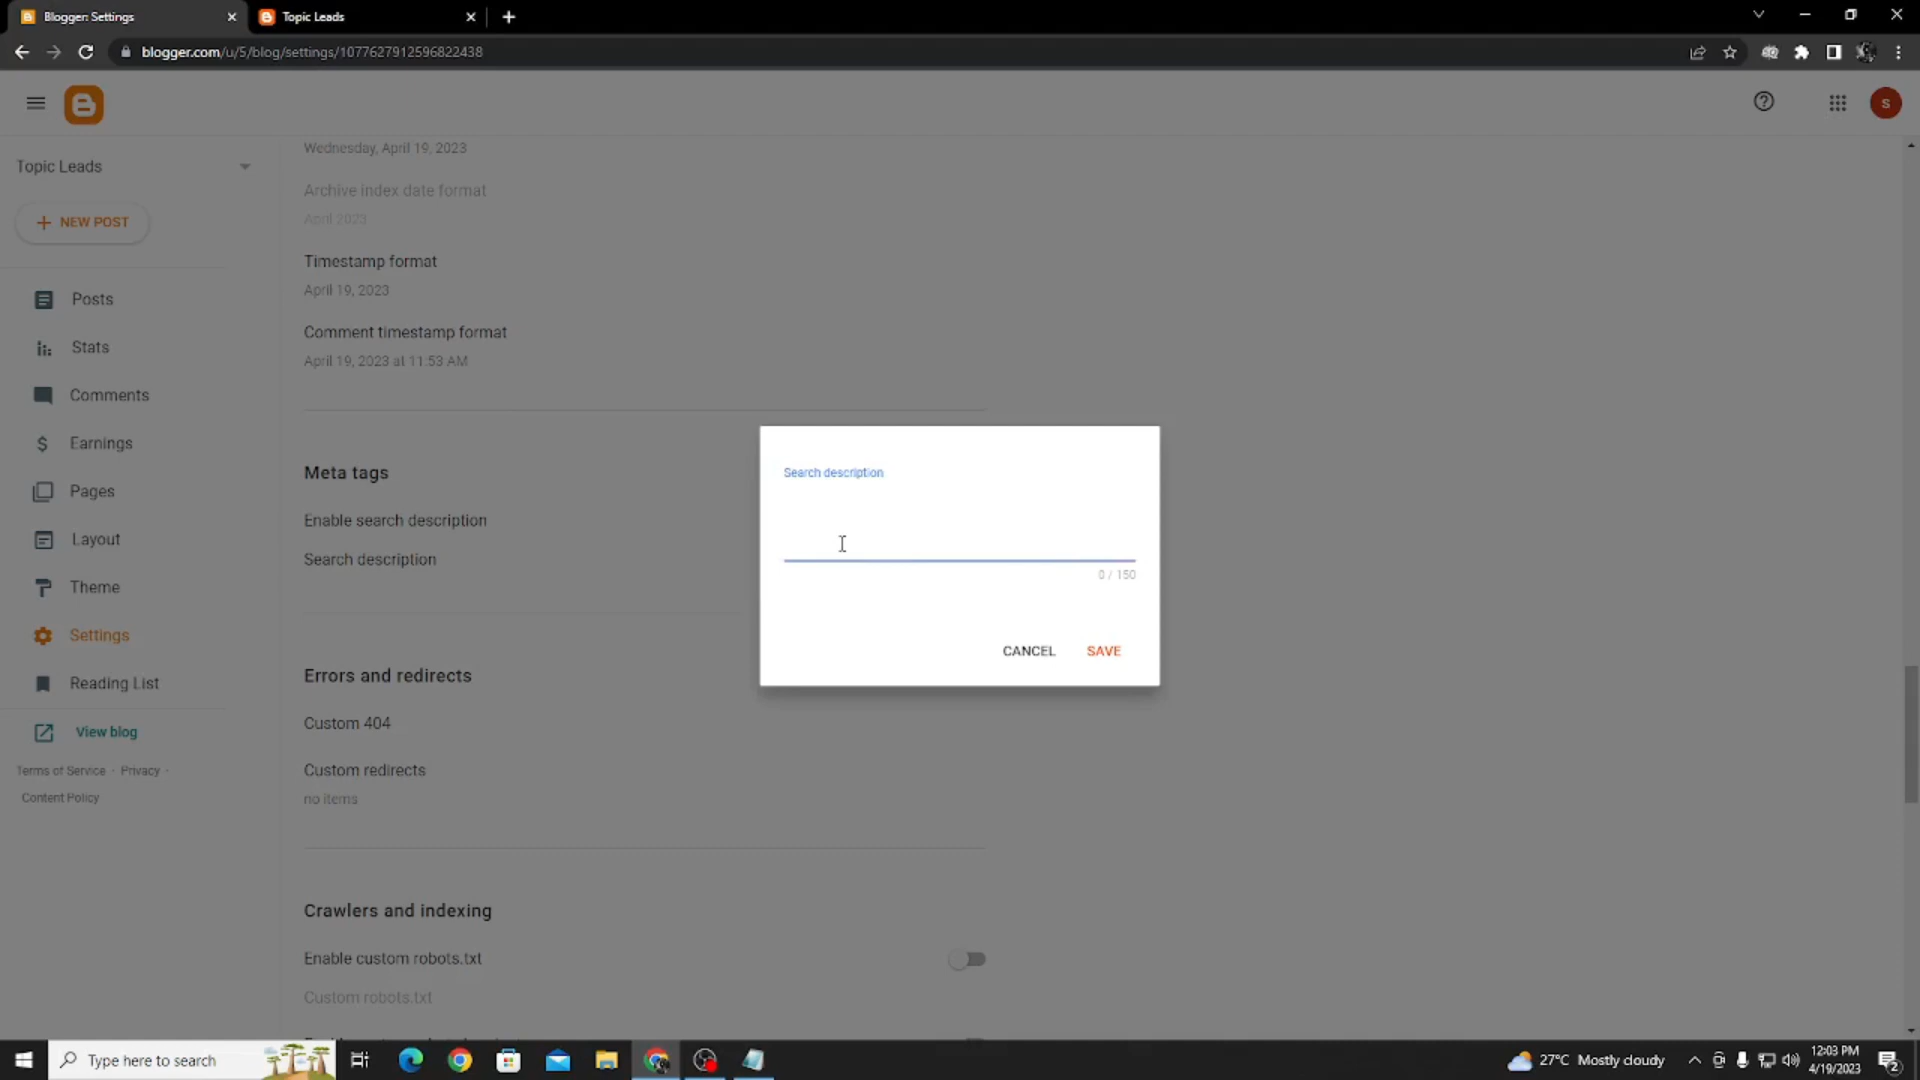 Blogger: Settings
Topic Leads
blogger.com/u/5/blog/settings/1077627912596822438
S
Topic Leads
NEW POST
Posts
Stats
Comments
Earnings
Pages
Layout
Theme
Settings
Reading List
View blog
Terms of Service · Privacy ·
Content Policy
Wednesday, April 19, 2023
Archive index date format
April 2023
Timestamp format
April 19, 2023
Comment timestamp format
April 19, 2023 at 11:53 AM
Meta tags
Enable search description
Search description
Errors and redirects
Custom 404
Custom redirects
no items
Crawlers and indexing
Enable custom robots.txt
Custom robots.txt
Search description
0 / 150
CANCEL
SAVE
Type here to search
27°C Mostly cloudy
12:03 PM
4/19/2023
2